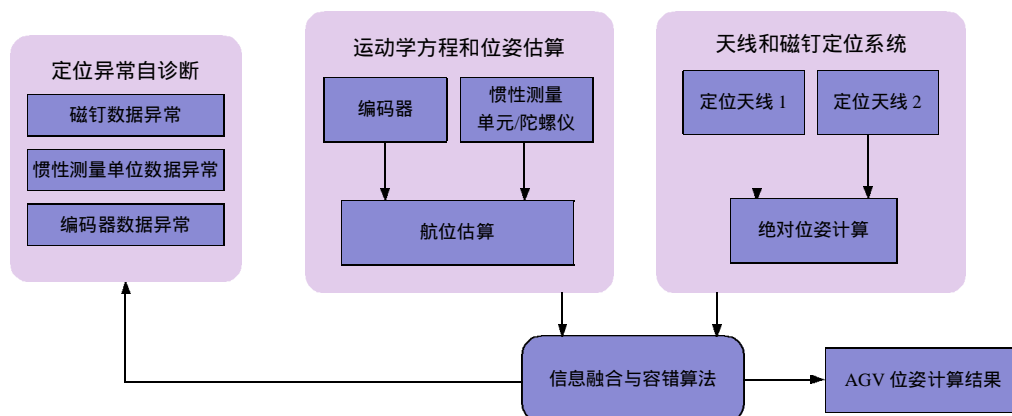 定位异常自诊断
磁钉数据异常
惯性测量单位数据异常
编码器数据异常
运动学方程和位姿估算
编码器
惯性测量
单元/陀螺仪
航位估算
天线和磁钉定位系统
定位天线 1
定位天线 2
绝对位姿计算
信息融合与容错算法
AGV 位姿计算结果